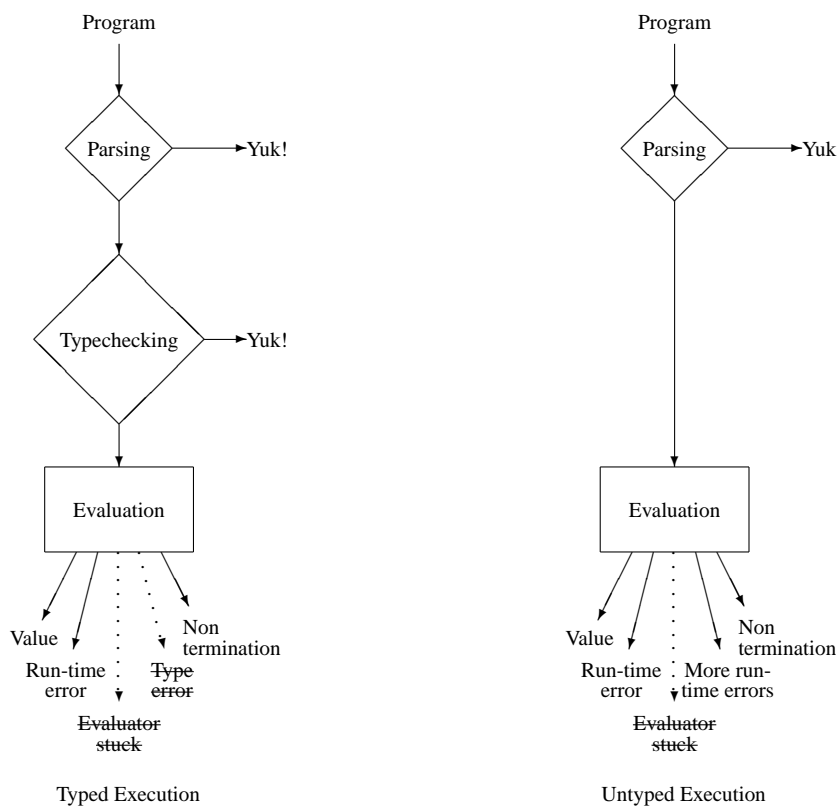 Program
Parsing
Yuk!
Typechecking
Yuk!
Evaluation
Value
Run-time
error
Evaluator
stuck
Type
error
Non
termination
Typed Execution
Program
Parsing
Yuk
Evaluation
Value
Run-time
error
Evaluator
stuck
More run-
time errors
Non
termination
Untyped Execution